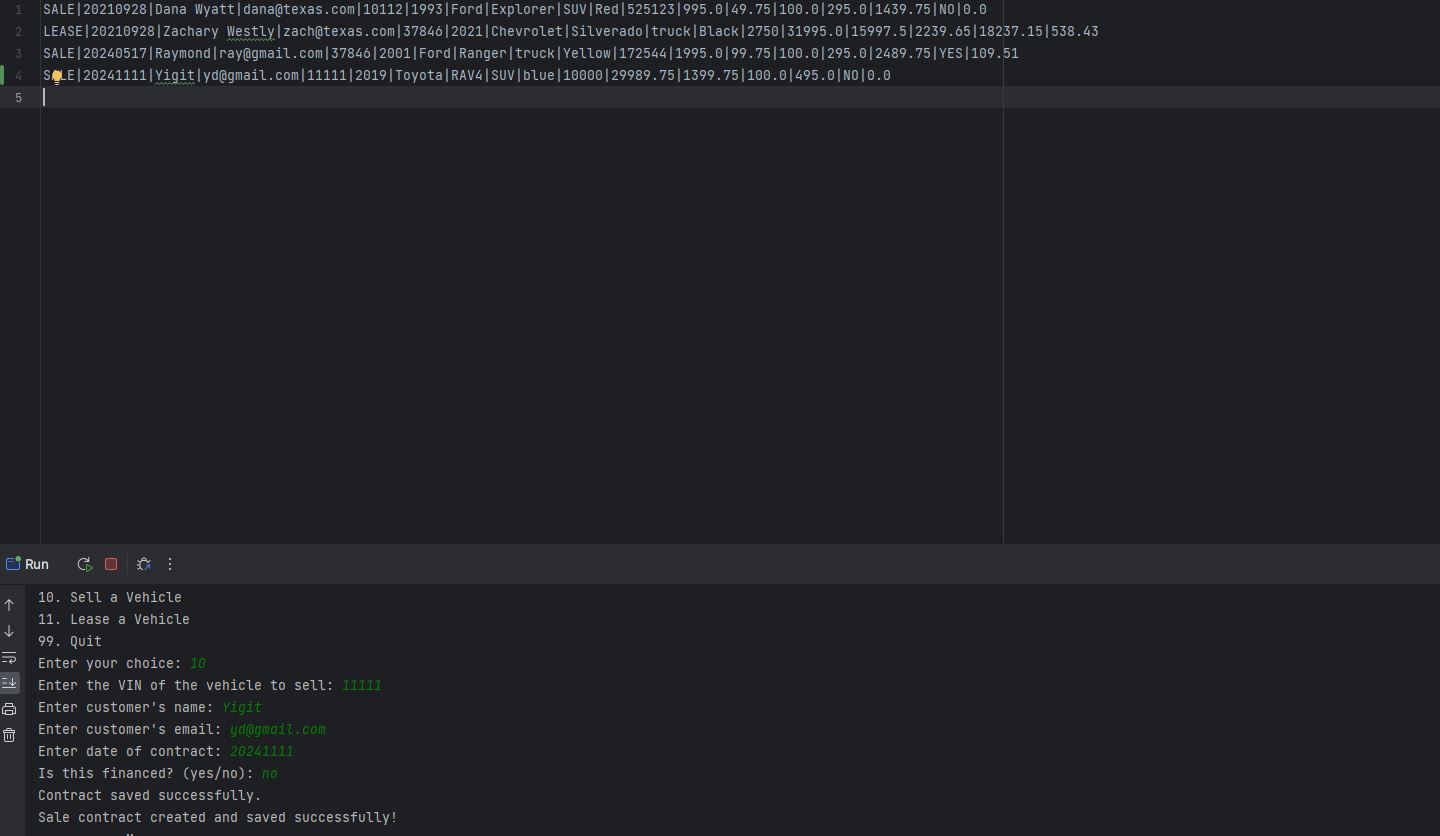 1 SALE|20210928|Dana Wyatt|dana@texas.com|10112|1993|Ford|Explorer|SUV|Red|525123|995.0|49.75|100.0|295.0|1439.75|NO|0.0
2 LEASE|20210928|Zachary Westly|zach@texas.com|37846|2021|Chevrolet|Silverado|truck|Black|2750|31995.0|15997.5|2239.65|18237.15|538.43
3 SALE|20240517|Raymond|ray@gmail.com|37846|2001|Ford|Ranger|truck|Yellow|172544|1995.0|99.75|100.0|295.0|2489.75|YES|109.51
4 SALE|20241111|Yigit|yd@gmail.com|11111|2019|Toyota|RAV4|SUV|blue|10000|29989.75|1399.75|100.0|495.0|NO|0.0
5
Run
10. Sell a Vehicle
11. Lease a Vehicle
99. Quit
Enter your choice: 10
Enter the VIN of the vehicle to sell: 11111
Enter customer's name: Yigit
Enter customer's email: yd@gmail.com
Enter date of contract: 20241111
Is this financed? (yes/no): no
Contract saved successfully.
Sale contract created and saved successfully!